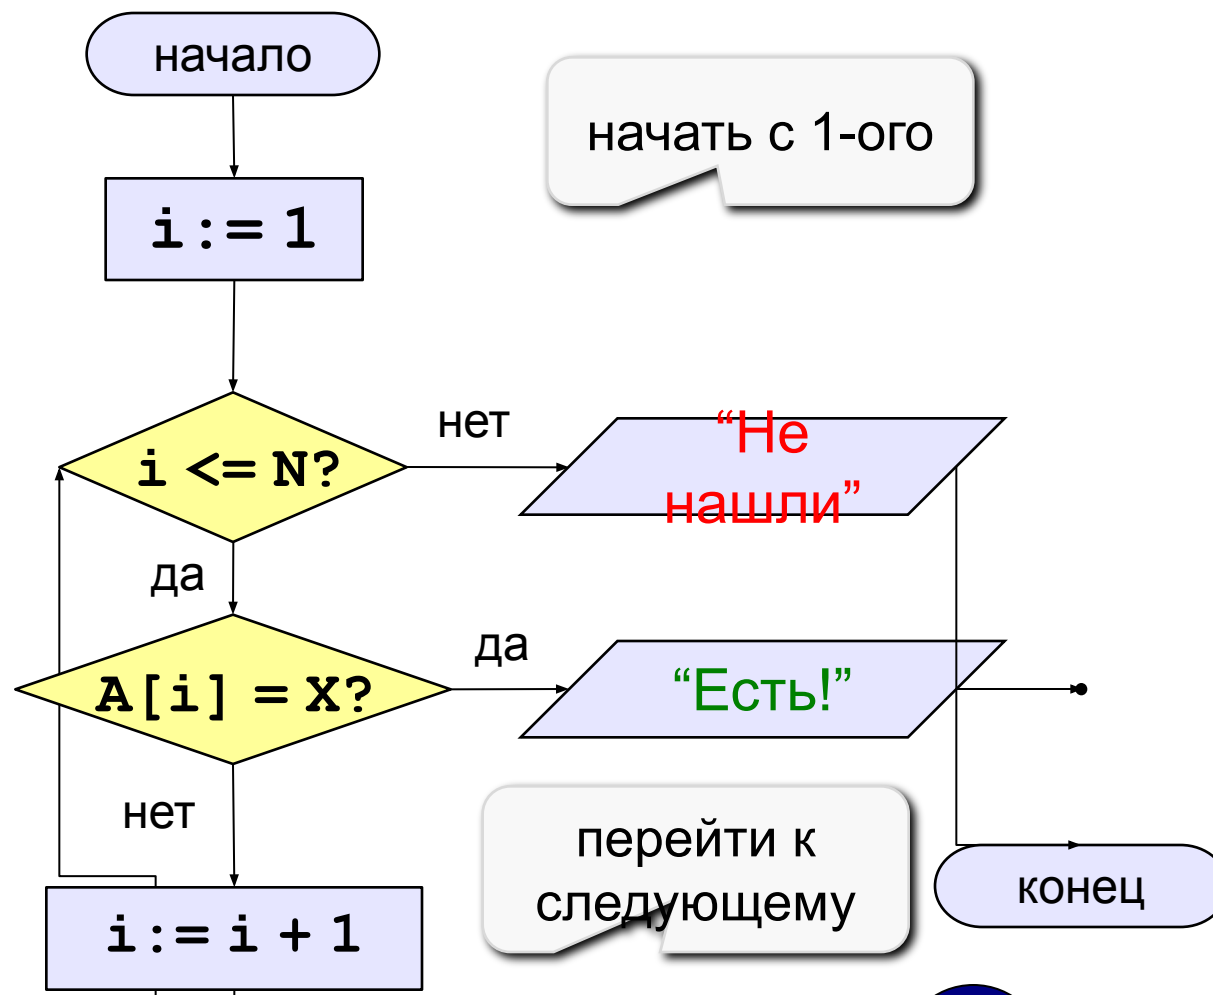 начало
начать с 1-ого
i:= 1
i <= N?
нет
“Не
нашли”
да
A[i] = X?
да
“Есть!”
нет
перейти к
следующему
i:= i + 1
конец